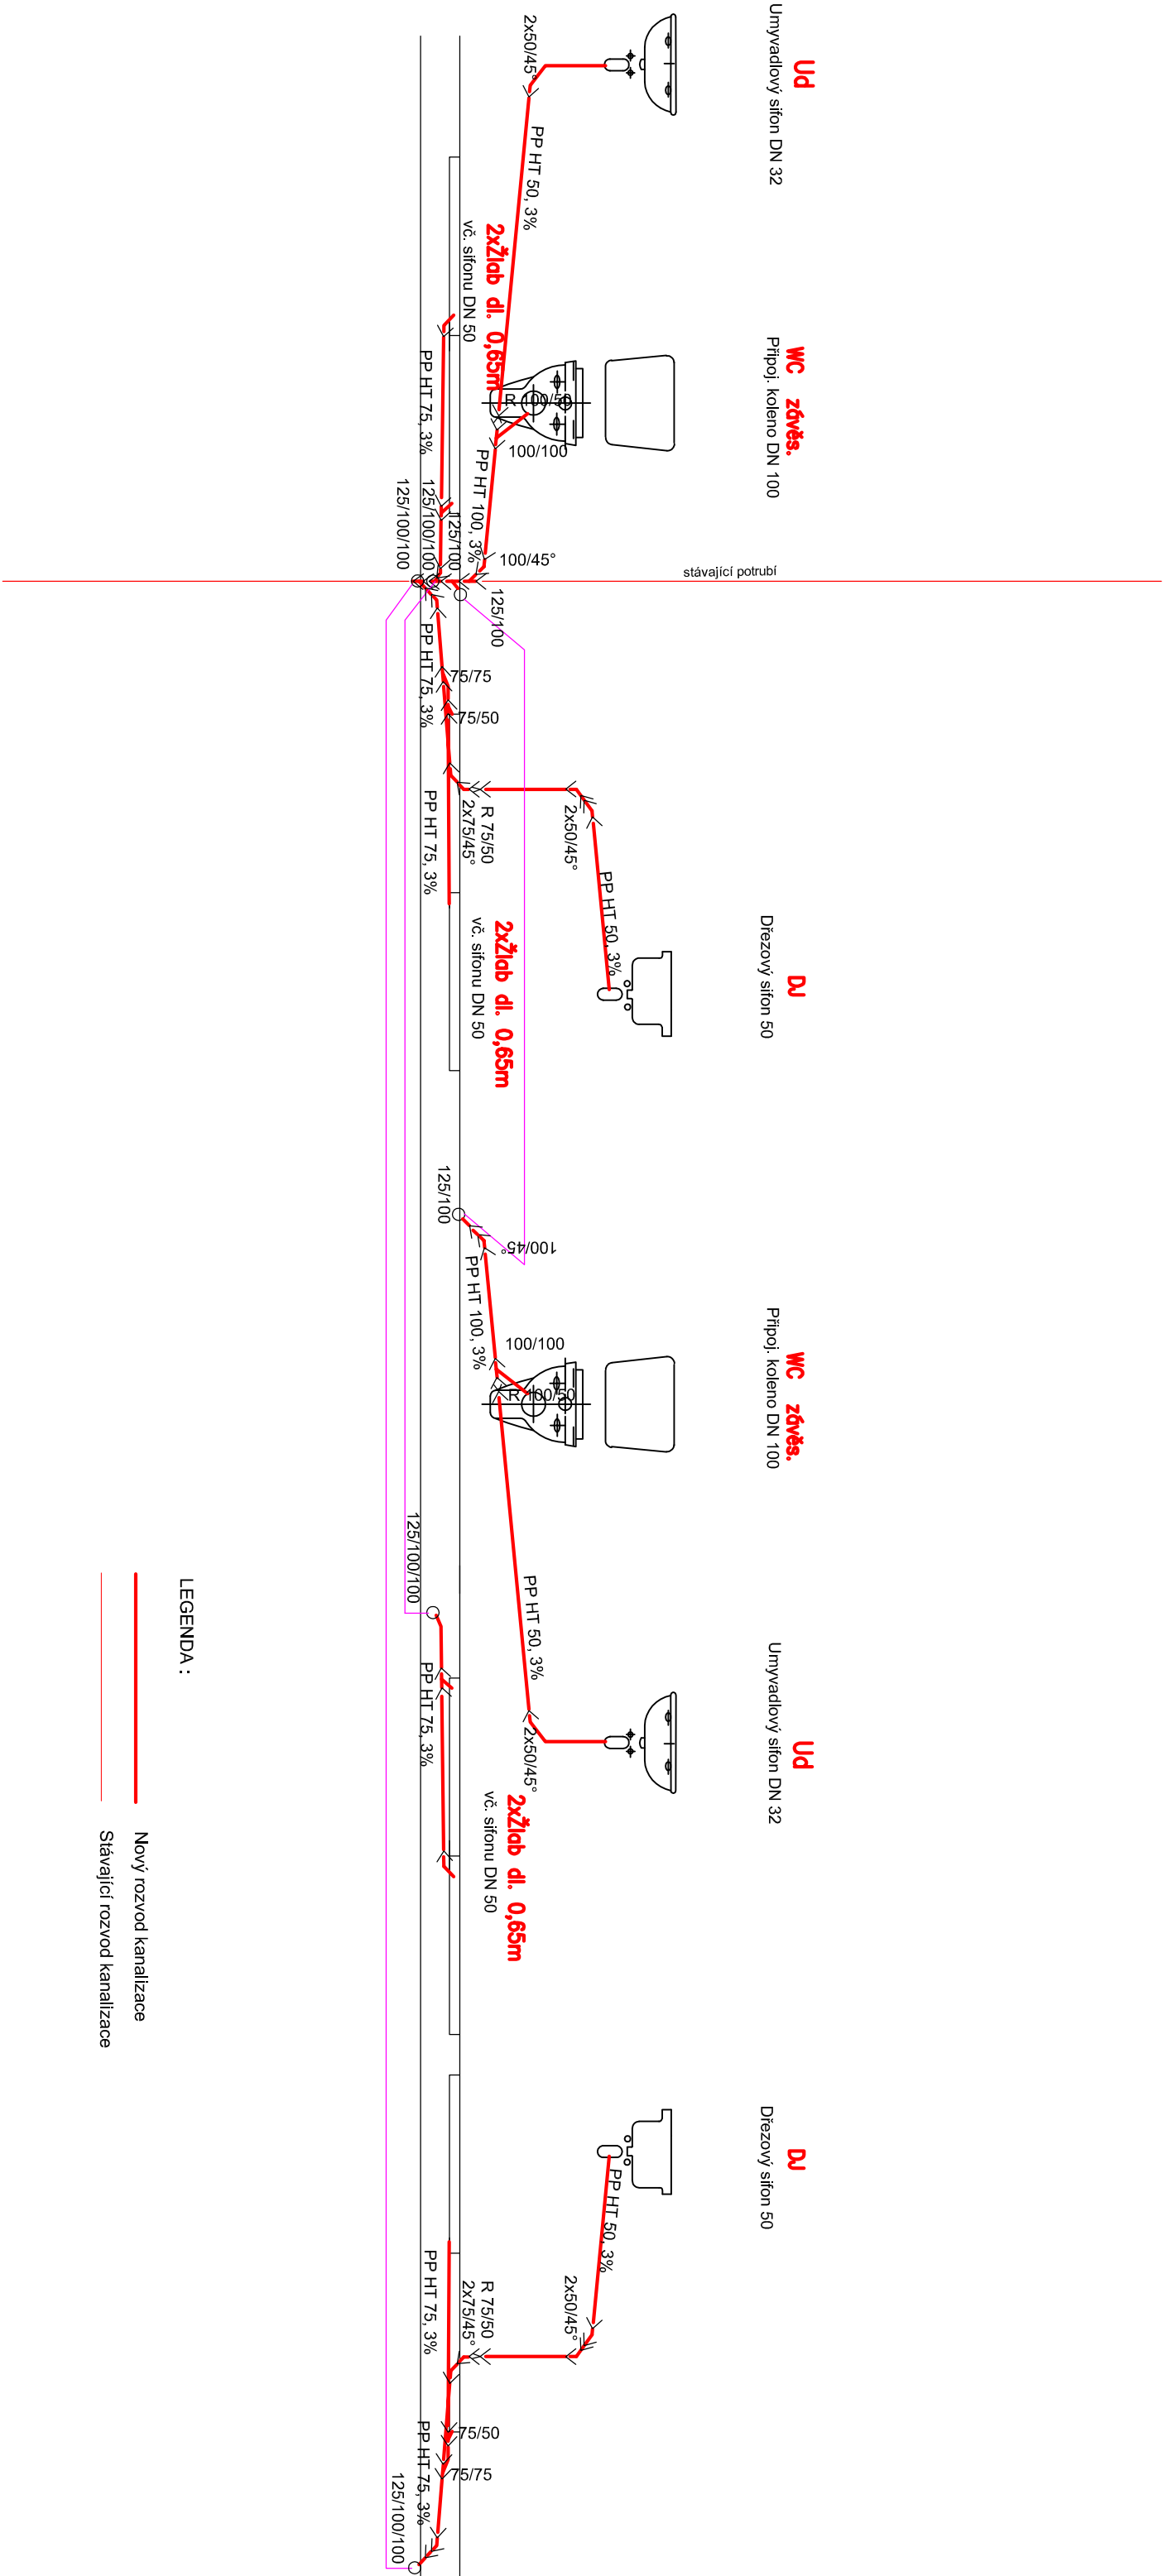 Ud
Umyvadlový sifon DN 32
2x50/45°
PP HT 50, 3%
2xŽlab dl. 0,65m
vč. sifonu DN 50
WC závěs.
Připoj. koleno DN 100
R 100/50
100/100
PP HT 75, 3%
PP HT 100, 3%
100/45°
125/100
125/100/100
125/100/100
stávající potrubí
125/100
PP HT 75, 3%
75/75
75/50
PP HT 75, 3%
R 75/50
2x75/45°
2x50/45°
PP HT 50, 3%
DJ
Dřezový sifon 50
2xŽlab dl. 0,65m
vč. sifonu DN 50
125/100
100/45°
PP HT 100, 3%
100/100
R 100/50
WC závěs.
Připoj. koleno DN 100
125/100/100
PP HT 50, 3%
PP HT 75, 3%
2x50/45°
Ud
Umyvadlový sifon DN 32
2xŽlab dl. 0,65m
vč. sifonu DN 50
DJ
Dřezový sifon 50
PP HT 50, 3%
2x50/45°
R 75/50
2x75/45°
PP HT 75, 3%
75/50
75/75
PP HT 75, 3%
125/100/100
LEGENDA :
Nový rozvod kanalizace
Stávající rozvod kanalizace